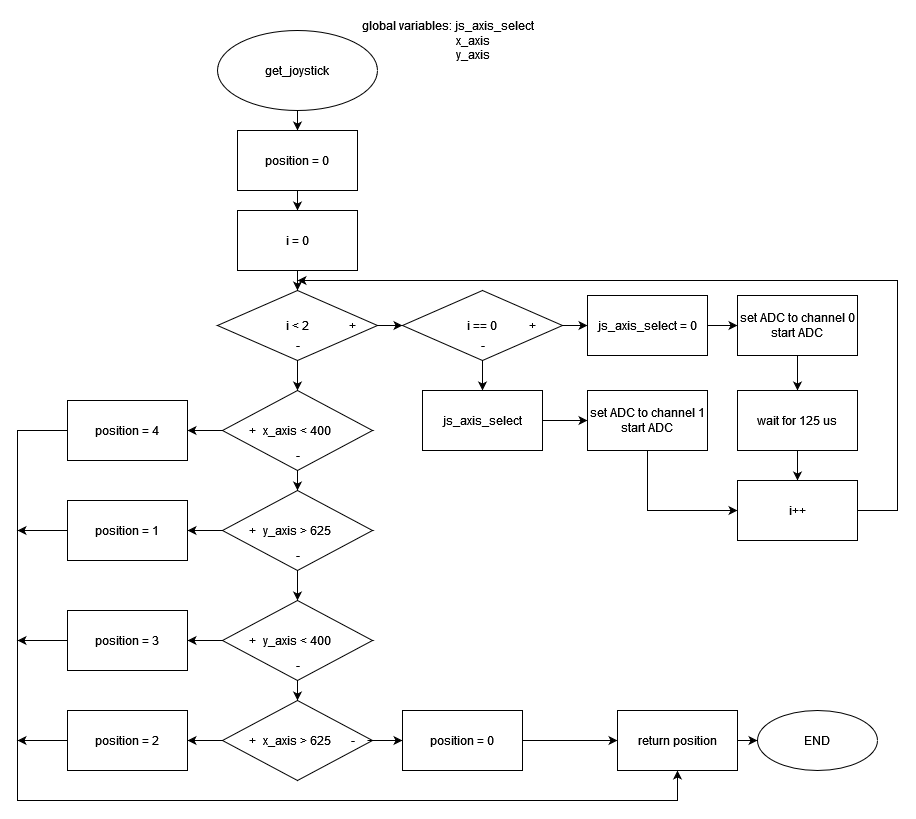 global variables: js_axis_select
x_axis
y_axis
get_joystick
position = 0
i = 0
i < 2 +
-
i == 0 +
-
js_axis_select = 0
set ADC to channel 0
start ADC
js_axis_select
set ADC to channel 1
start ADC
wait for 125 us
i++
position = 4
+ x_axis < 400
-
position = 1
+ y_axis > 625
-
position = 3
+ y_axis < 400
-
position = 2
+ x_axis > 625 -
position = 0
return position
END